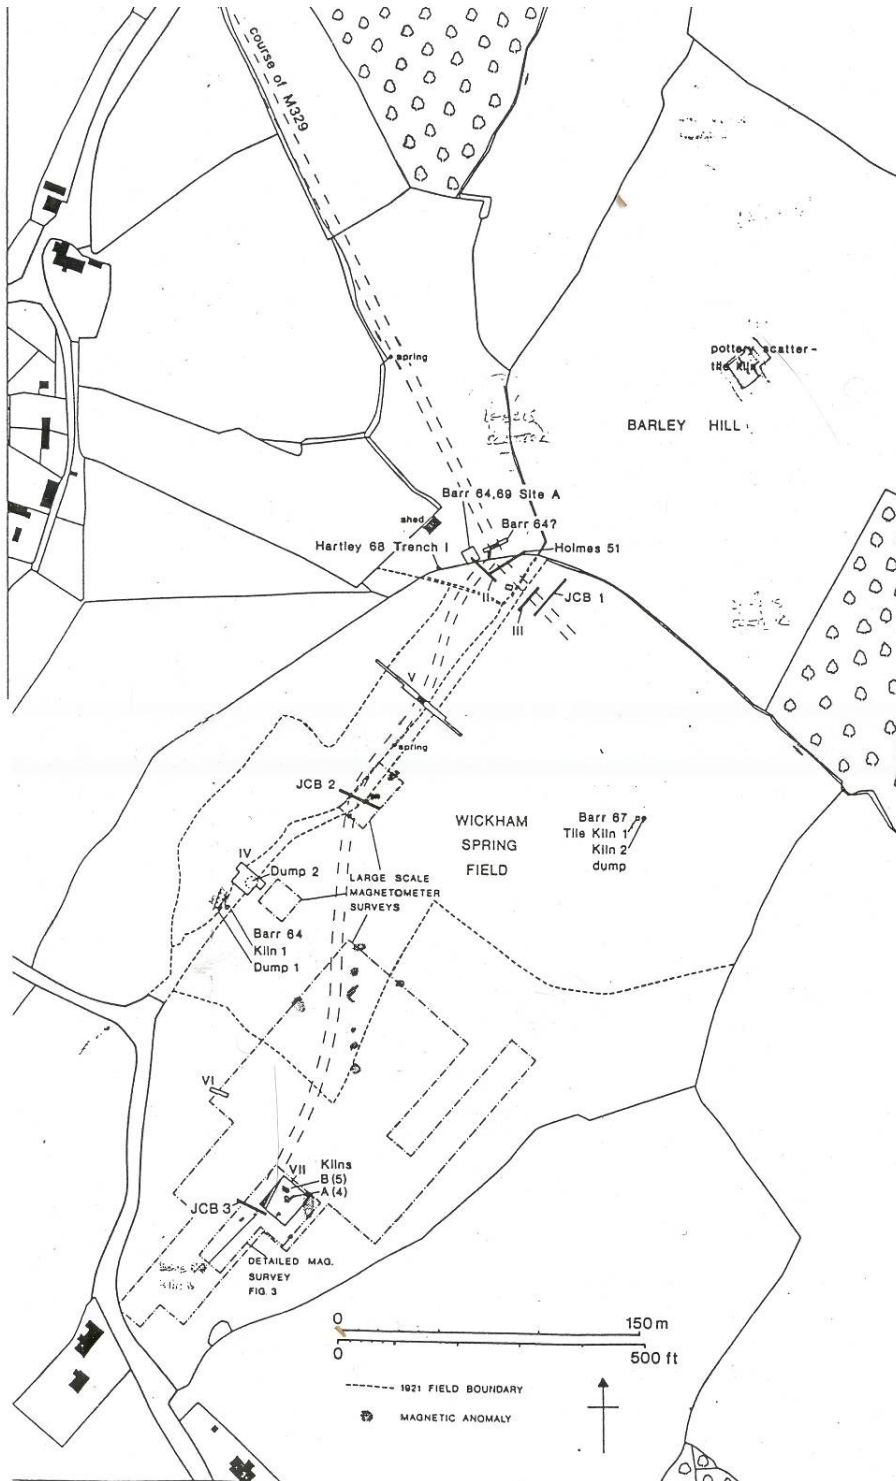 course of M329
spring
pottery scatter -
tile kiln
BARLEY HILL
Barr 64,69 Site A
shed
Barr 64?
Hartley 68 Trench I
Holmes 51
II
JCB 1
III
V
spring
JCB 2
WICKHAM
SPRING
FIELD
Barr 67
Tile Kiln 1
Kiln 2
dump
IV
Dump 2
LARGE SCALE
MAGNETOMETER
SURVEYS
Barr 64
Kiln 1
Dump 1
VI
VII
Kilns
B (5)
A (4)
JCB 3
DETAILED MAG.
SURVEY
FIG. 3
0 150 m
0 500 ft
1921 FIELD BOUNDARY
MAGNETIC ANOMALY